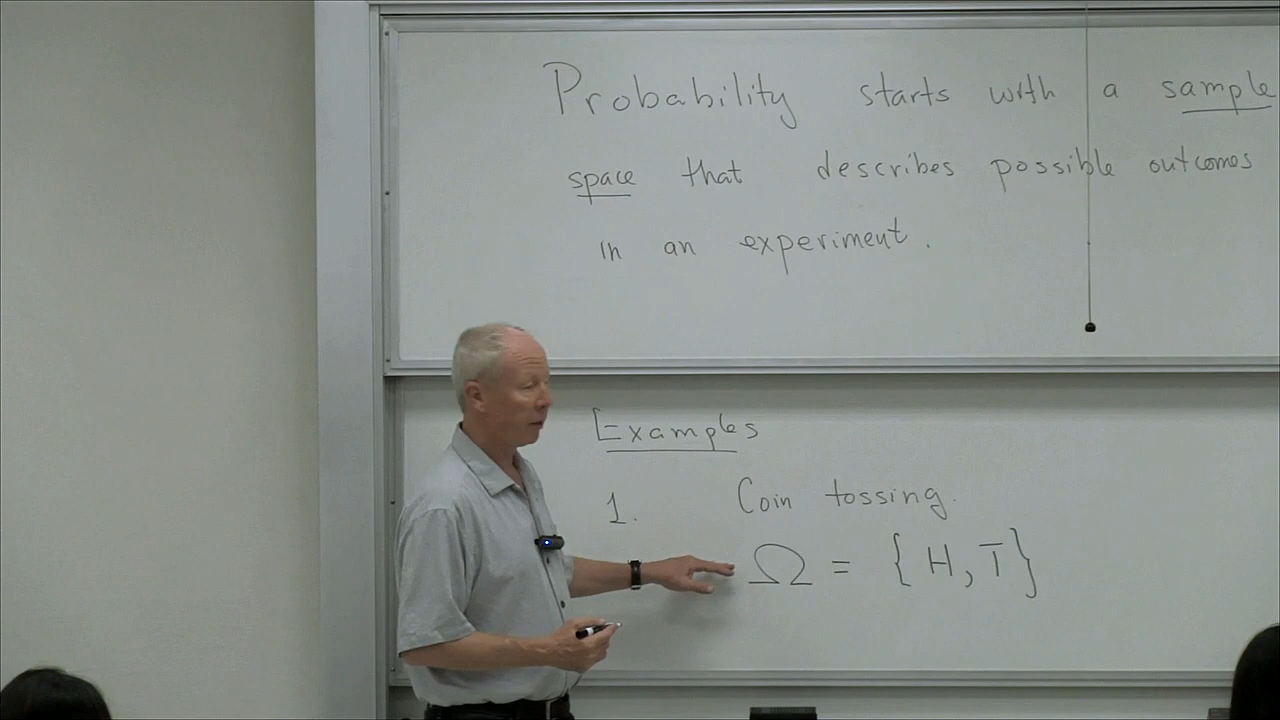 Probability starts with a sample
space that describes possible outcomes
in an experiment.
Examples
1. Coin tossing.
Ω = {H, T}